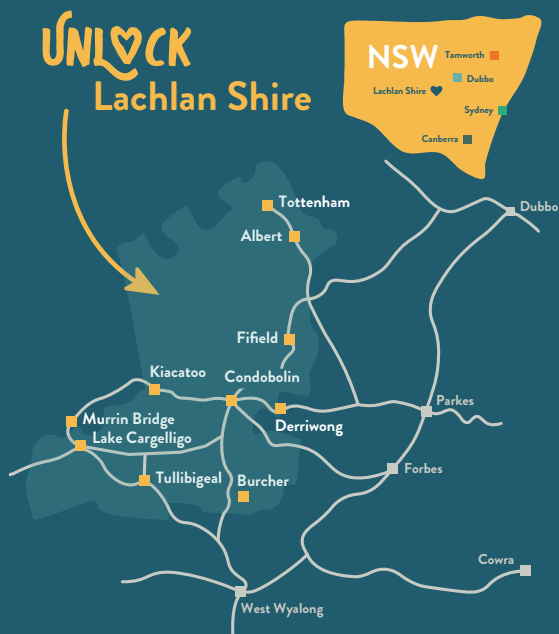 UNLOCK
Lachlan Shire
NSW
Tamworth
Dubbo
Lachlan Shire
Sydney
Canberra
Tottenham
Dubbo
Albert
Fifield
Kiacatoo
Condobolin
Parkes
Murrin Bridge
Derriwong
Lake Cargelligo
Forbes
Tullibigeal
Burcher
Cowra
West Wyalong